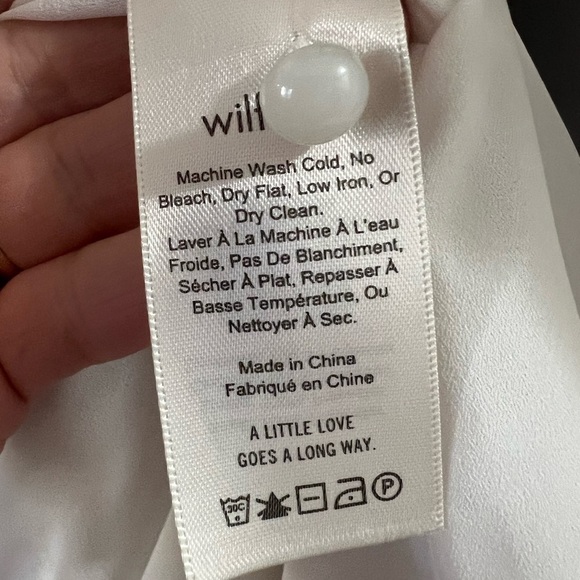 Machine Wash Cold, No
Bleach, Dry Flat, Low Iron, Or
Dry Clean.
Laver À La Machine À L'eau
Froide, Pas De Blanchiment,
Sécher À Plat, Repasser À
Basse Température, Ou
Nettoyer À Sec.
Made in China
Fabriqué en Chine
A LITTLE LOVE
GOES A LONG WAY.
30C P